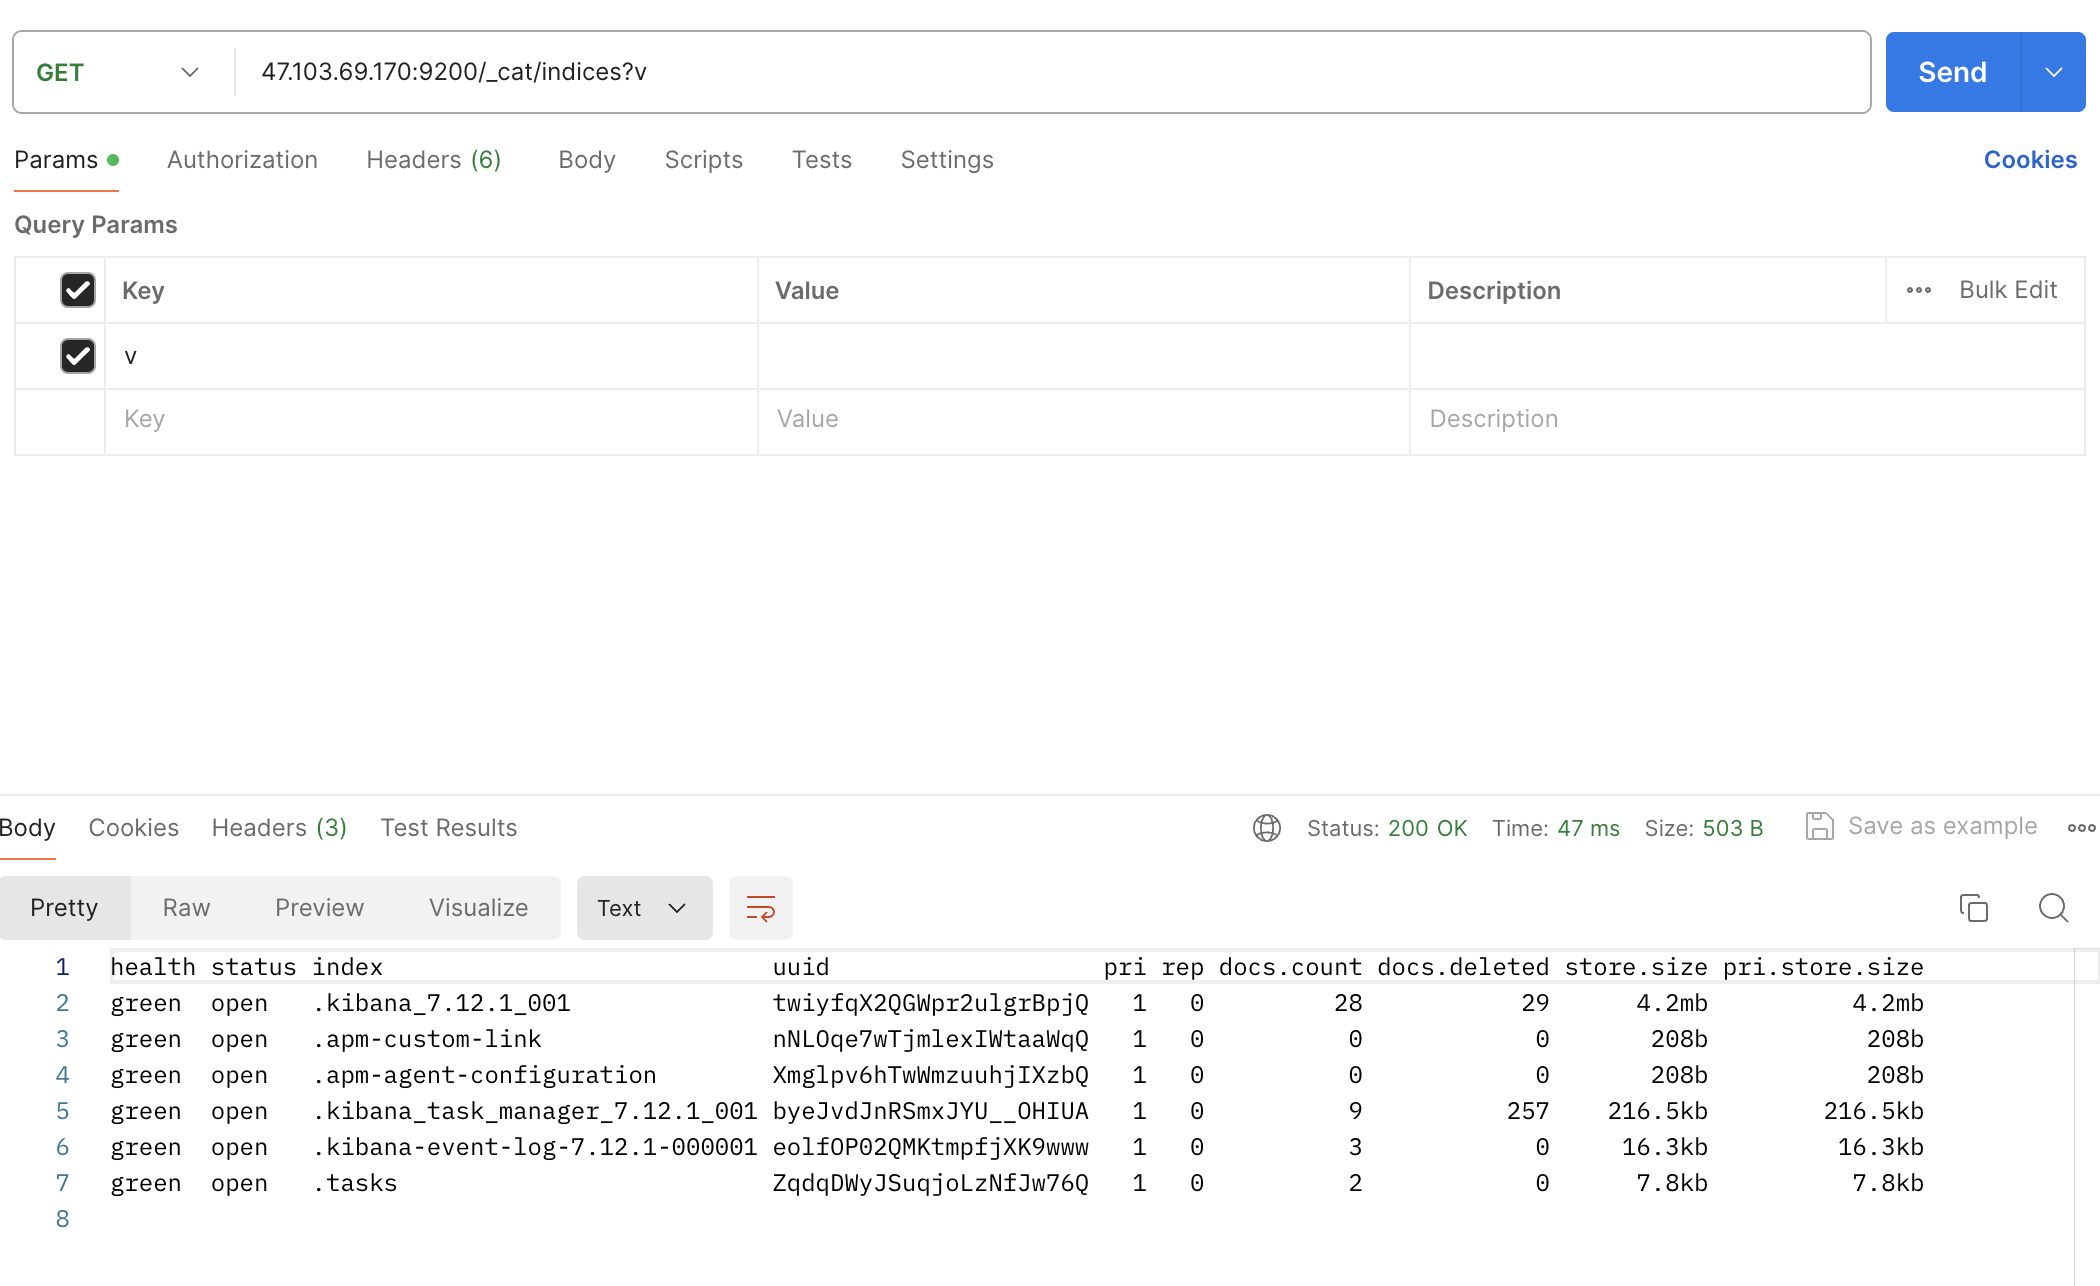 GET 47.103.69.170:9200/_cat/indices?v Send
Params Authorization Headers (6) Body Scripts Tests Settings Cookies
Query Params
Key Value Description Bulk Edit
v
Key Value Description
Body Cookies Headers (3) Test Results Status: 200 OK Time: 47 ms Size: 503 B Save as example
Pretty Raw Preview Visualize Text
1 health status index uuid pri rep docs.count docs.deleted store.size pri.store.size
2 green open .kibana_7.12.1_001 twiyfqX2QGWpr2ulgrBpjQ 1 0 28 29 4.2mb 4.2mb
3 green open .apm-custom-link nNLOqe7wTjmlexIWtaaWqQ 1 0 0 0 208b 208b
4 green open .apm-agent-configuration Xmglpv6hTwWmzuuhjIXzbQ 1 0 0 0 208b 208b
5 green open .kibana_task_manager_7.12.1_001 byeJvdJnRSmxJYU__OHIUA 1 0 9 257 216.5kb 216.5kb
6 green open .kibana-event-log-7.12.1-000001 eolfOP02QMKtmpfjXK9www 1 0 3 0 16.3kb 16.3kb
7 green open .tasks ZqdqDWyJSuqjoLzNfJw76Q 1 0 2 0 7.8kb 7.8kb
8